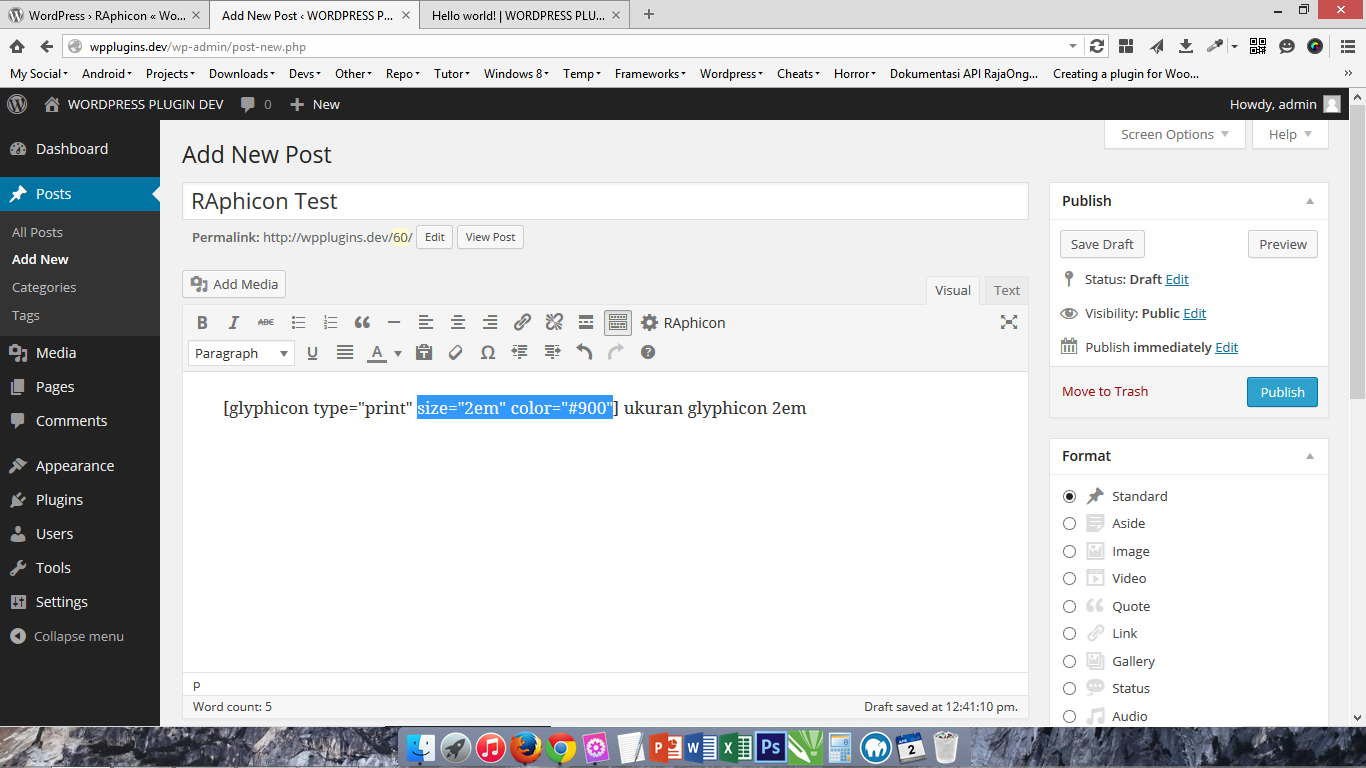 WordPress › RAphicon « Wo...
Add New Post ‹ WORDPRESS P...
Hello world! | WORDPRESS PLU...
wpplugins.dev/wp-admin/post-new.php
My Social Android Projects Downloads Devs Other Repo Tutor Windows 8 Temp Frameworks Wordpress Cheats Horror Dokumentasi API RajaOng... Creating a plugin for Woo...
WORDPRESS PLUGIN DEV 0 New Howdy, admin
Screen Options Help
Dashboard
Posts
All Posts
Add New
Categories
Tags
Media
Pages
Comments
Appearance
Plugins
Users
Tools
Settings
Collapse menu
Add New Post
RAphicon Test
Permalink: http://wpplugins.dev/60/ Edit View Post
Add Media
Visual Text
B I ABC RAphicon
Paragraph U A Ω
[glyphicon type="print" size="2em" color="#900"] ukuran glyphicon 2em
p
Word count: 5 Draft saved at 12:41:10 pm.
Publish
Save Draft Preview
Status: Draft Edit
Visibility: Public Edit
Publish immediately Edit
Move to Trash Publish
Format
Standard
Aside
Image
Video
Quote
Link
Gallery
Status
Audio
P W X Ps 2